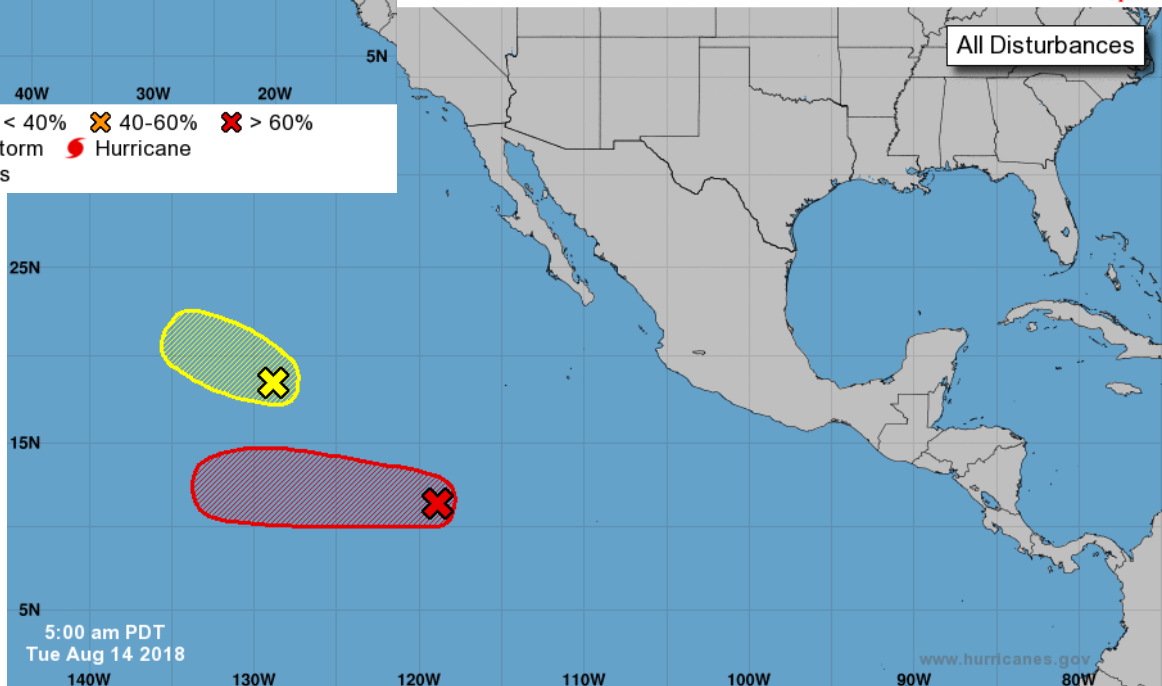 5N
All Disturbances
40W 30W 20W
< 40% 40-60% > 60%
torm Hurricane
s
25N
15N
5N
5:00 am PDT
Tue Aug 14 2018
www.hurricanes.gov
140W 130W 120W 110W 100W 90W 80W